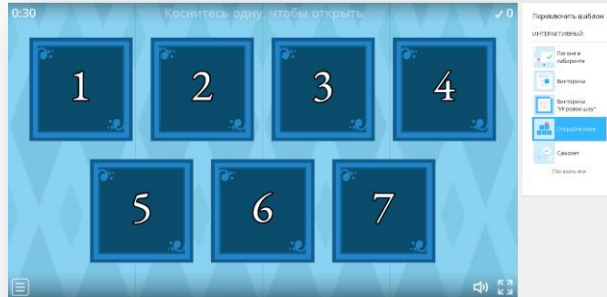 0:30
Коснитесь одну, чтобы открыть
✓ 0
1 2 3 4
5 6 7
Переключить шаблон
ИНТЕРАКТИВНЫЙ
Погоня в
лабиринте
Викторина
Викторина
"Игровое шоу"
Откройте поле
Самолет
Показать все